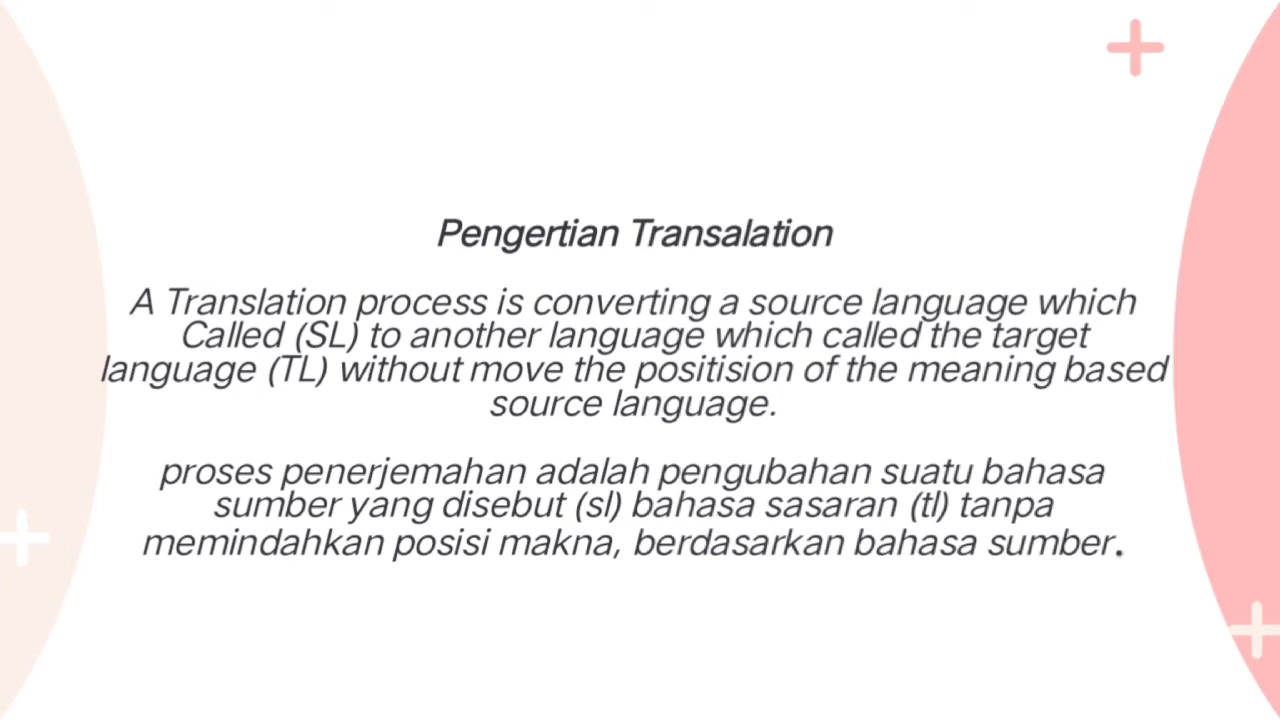 Pengertian Transalation
A Translation process is converting a source language which
Called (SL) to another language which called the target
language (TL) without move the positision of the meaning based
source language.
proses penerjemahan adalah pengubahan suatu bahasa
sumber yang disebut (sl) bahasa sasaran (tl) tanpa
memindahkan posisi makna, berdasarkan bahasa sumber.